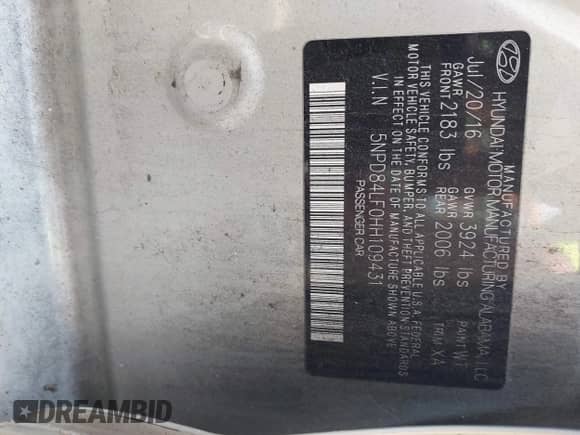 MANUFACTURED BY
HYUNDAI MOTOR MANUFACTURING ALABAMA, LLC
Jul/20/16 GVWR 3924 lbs PAINT:WT
GAWR FRONT 2183 lbs GAWR REAR 2006 lbs TRIM:XA
THIS VEHICLE CONFORMS TO ALL APPLICABLE U.S.A. FEDERAL
MOTOR VEHICLE SAFETY, BUMPER, AND THEFT PREVENTION STANDARDS
IN EFFECT ON THE DATE OF MANUFACTURE SHOWN ABOVE
V.I.N 5NPD84LF0HH109431
PASSENGER CAR
DREAMBID